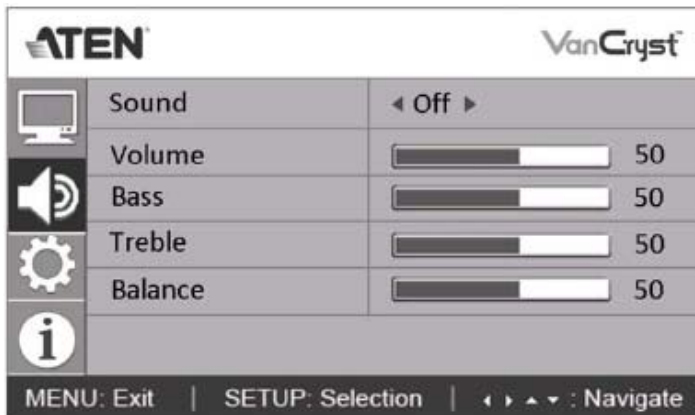 ATEN VanCryst
Sound Off
Volume 50
Bass 50
Treble 50
Balance 50
i
MENU: Exit | SETUP: Selection | : Navigate